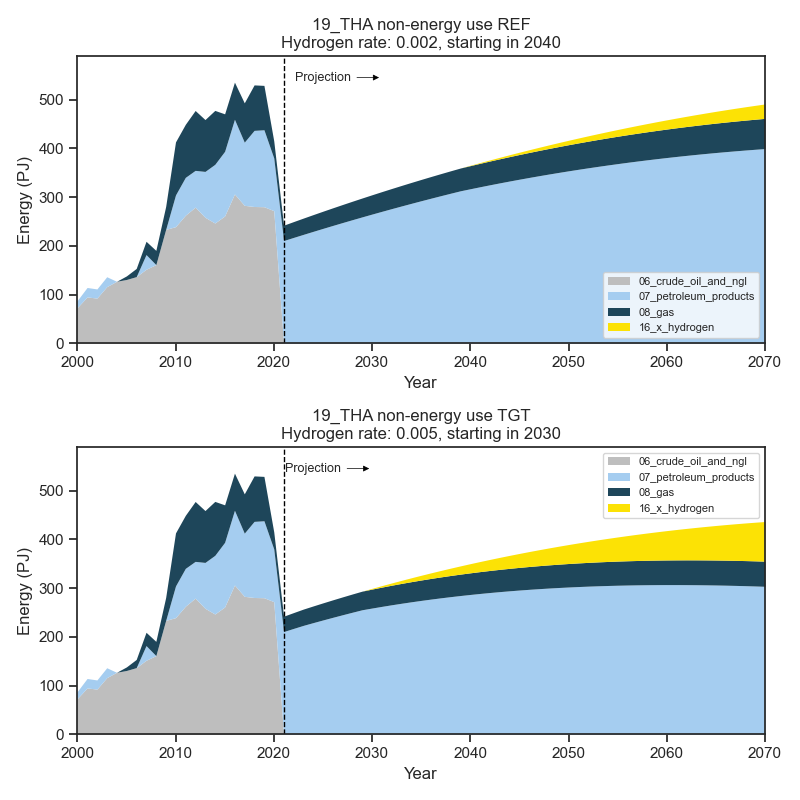 19_THA non-energy use REF
Hydrogen rate: 0.002, starting in 2040
Projection
500
400
300
200
100
0
Energy (PJ)
06_crude_oil_and_ngl
07_petroleum_products
08_gas
16_x_hydrogen
2000 2010 2020 2030 2040 2050 2060 2070
Year
19_THA non-energy use TGT
Hydrogen rate: 0.005, starting in 2030
Projection
06_crude_oil_and_ngl
07_petroleum_products
08_gas
16_x_hydrogen
500
400
300
200
100
0
Energy (PJ)
2000 2010 2020 2030 2040 2050 2060 2070
Year